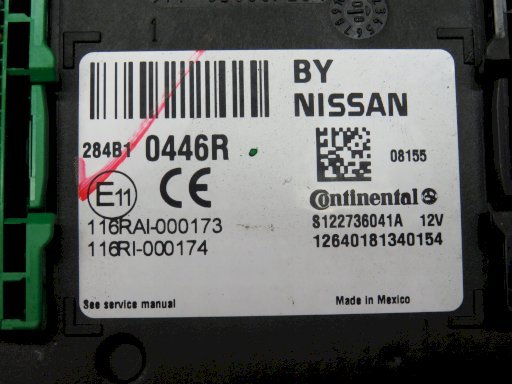 BY
NISSAN
284B1 0446R
08155
E11 CE
Continental
116RAI-000173
S122736041A 12V
116RI-000174
12640181340154
See service manual
Made in Mexico